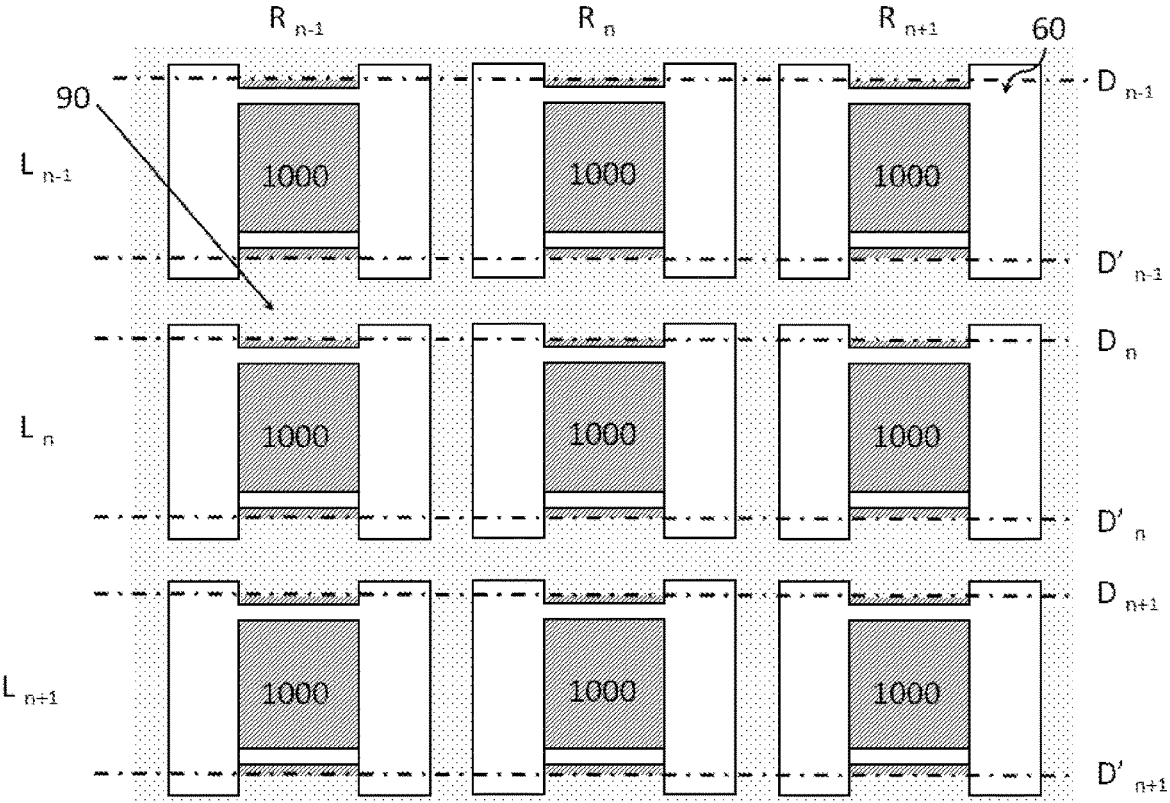 R n-1 R n R n+1 60
D n-1
90
L n-1 1000 1000 1000
D' n-1
D n
L n 1000 1000 1000
D' n
D n+1
L n+1 1000 1000 1000
D' n+1